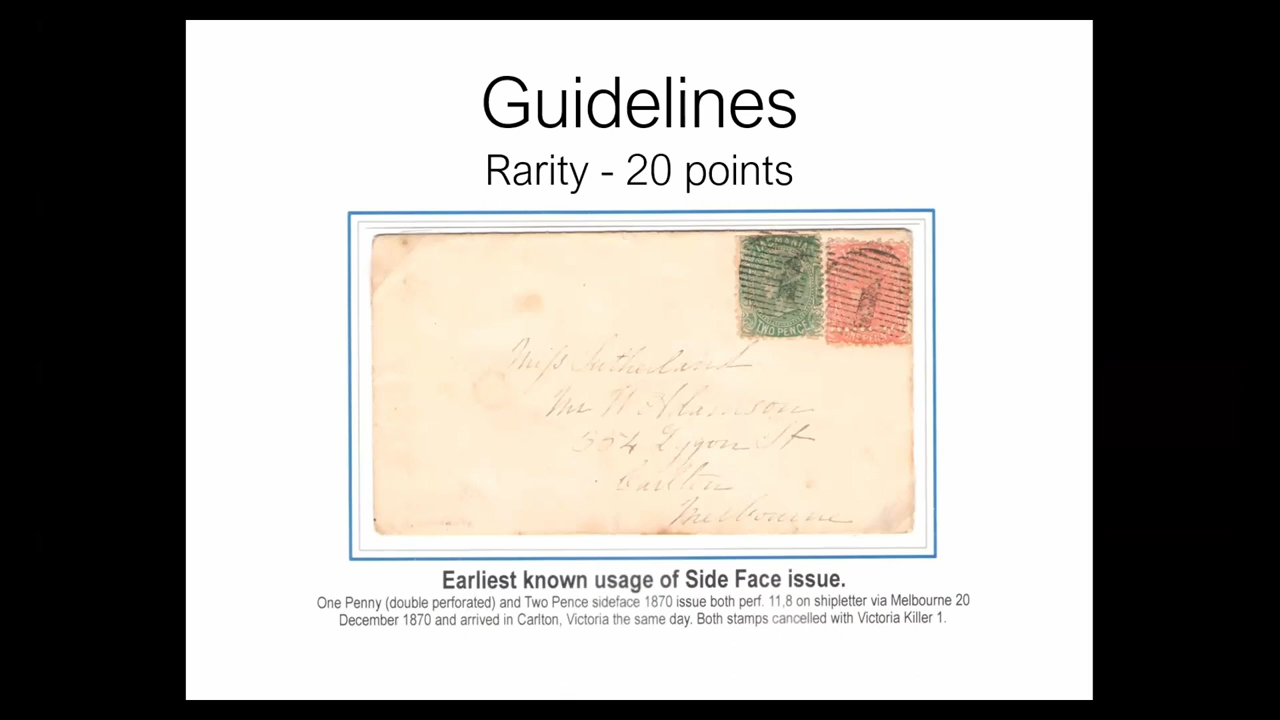 Guidelines
Rarity - 20 points
TASMANIA
TWO PENCE
Miss Sutherland
Mr W Adamson
554 Lygon St
Carlton
Melbourne
Earliest known usage of Side Face issue.
One Penny (double perforated) and Two Pence sideface 1870 issue both perf. 11,8 on shipletter via Melbourne 20
December 1870 and arrived in Carlton, Victoria the same day. Both stamps cancelled with Victoria Killer 1.